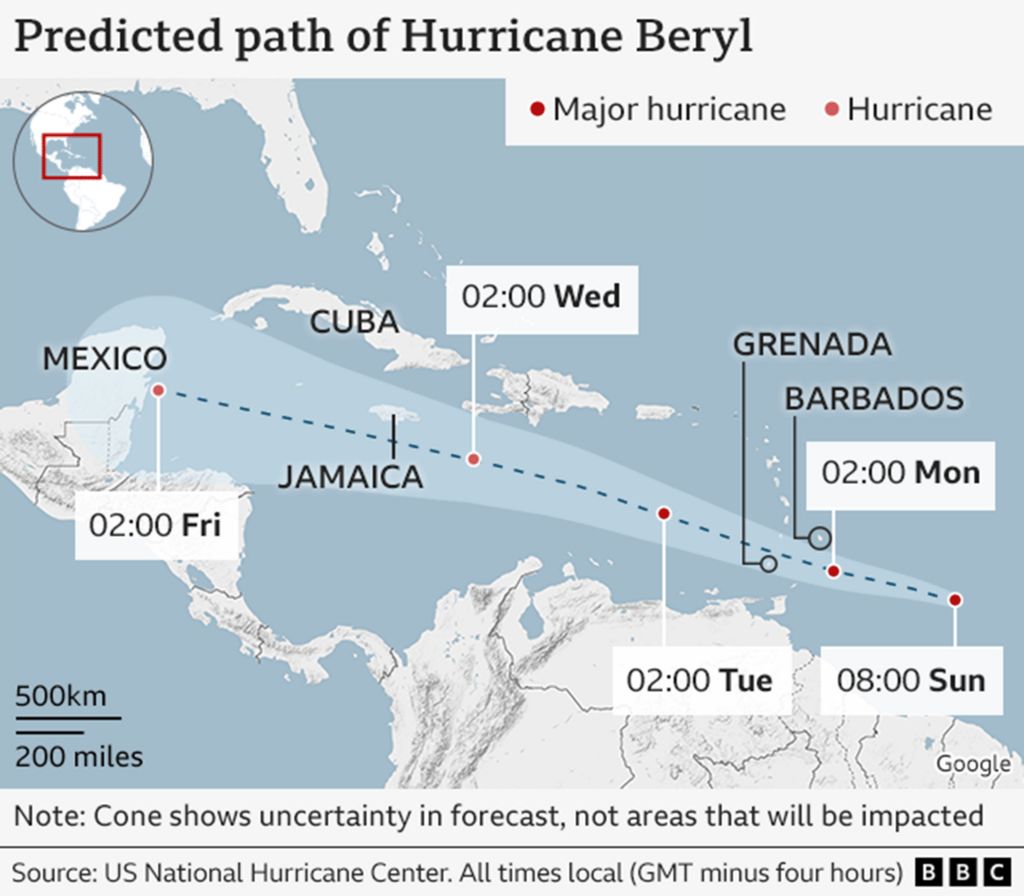 Predicted path of Hurricane Beryl
Major hurricane
Hurricane
02:00 Wed
CUBA
GRENADA
MEXICO
BARBADOS
02:00 Mon
JAMAICA
02:00 Fri
02:00 Tue
08:00 Sun
500km
200 miles
Google
Note: Cone shows uncertainty in forecast, not areas that will be impacted
Source: US National Hurricane Center. All times local (GMT minus four hours) BBC